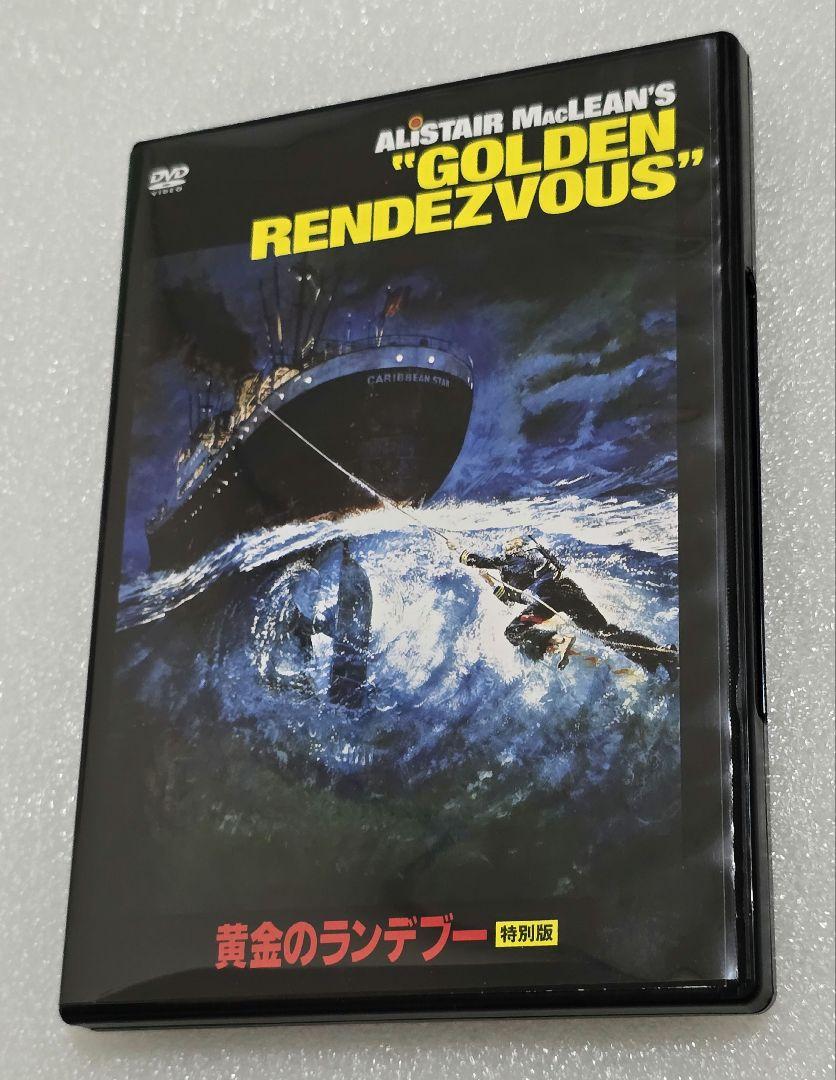 ALISTAIR MACLEAN'S
"GOLDEN
RENDEZVOUS"
DVD
VIDEO
CARIBBEAN STAR
黄金のランデブー 特別版